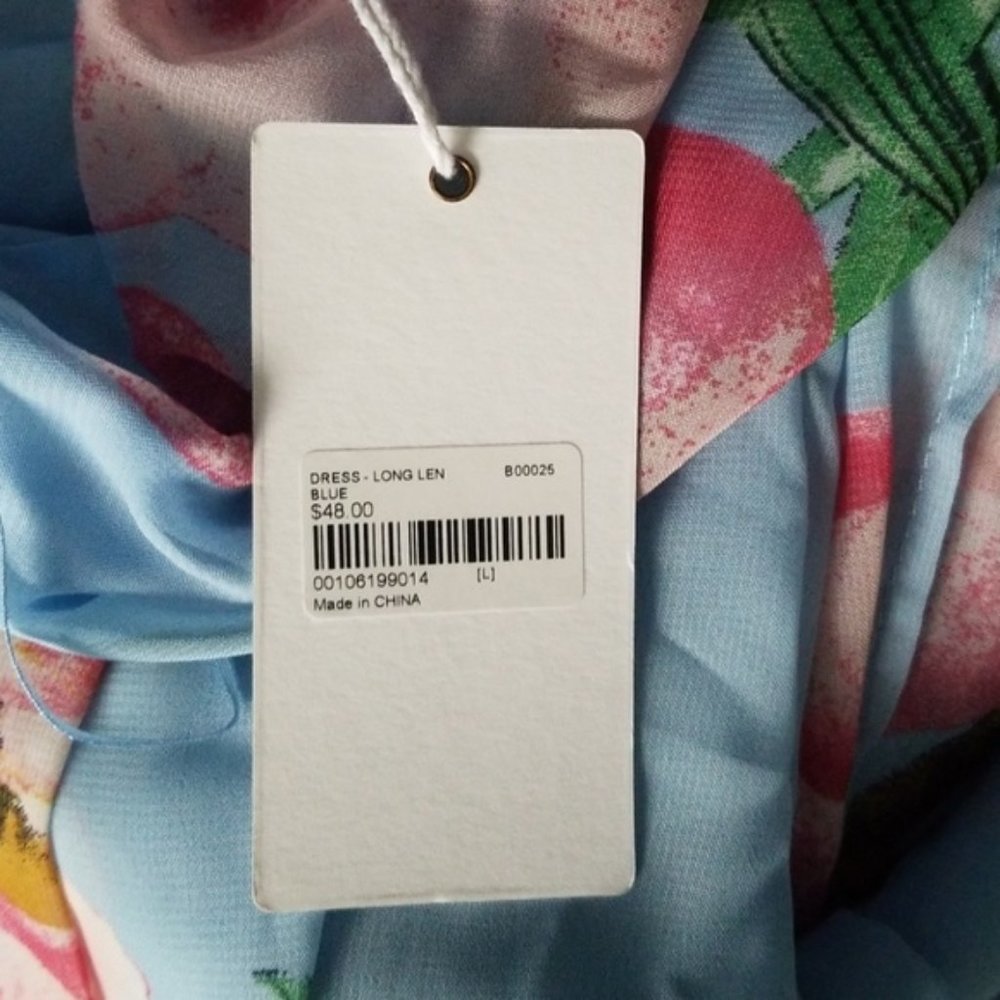 DRESS - LONG LEN B00025
BLUE
$48.00
00106199014 [L]
Made in CHINA